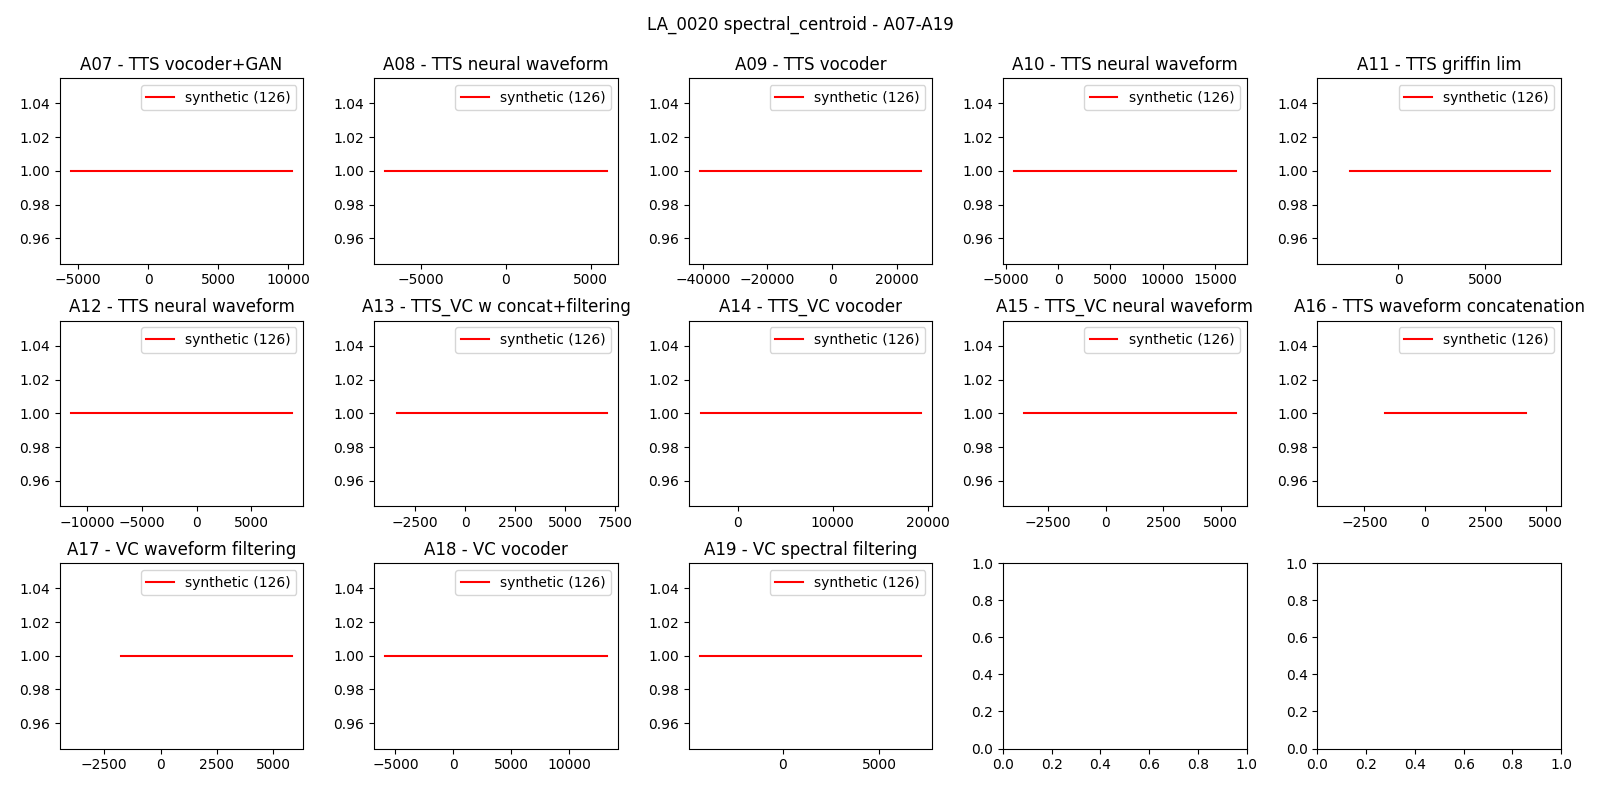 LA_0020 spectral_centroid - A07-A19
A07 - TTS vocoder+GAN
A08 - TTS neural waveform
A09 - TTS vocoder
A10 - TTS neural waveform
A11 - TTS griffin lim
synthetic (126)
synthetic (126)
synthetic (126)
synthetic (126)
synthetic (126)
1.04 1.02 1.00 0.98 0.96
1.04 1.02 1.00 0.98 0.96
1.04 1.02 1.00 0.98 0.96
1.04 1.02 1.00 0.98 0.96
1.04 1.02 1.00 0.98 0.96
−5000 0 5000 10000
−5000 0 5000
−40000 −20000 0 20000
−5000 0 5000 10000 15000
0 5000
A12 - TTS neural waveform
A13 - TTS_VC w concat+filtering
A14 - TTS_VC vocoder
A15 - TTS_VC neural waveform
A16 - TTS waveform concatenation
synthetic (126)
synthetic (126)
synthetic (126)
synthetic (126)
synthetic (126)
1.04 1.02 1.00 0.98 0.96
1.04 1.02 1.00 0.98 0.96
1.04 1.02 1.00 0.98 0.96
1.04 1.02 1.00 0.98 0.96
1.04 1.02 1.00 0.98 0.96
−10000 −5000 0 5000
−2500 0 2500 5000 7500
0 10000 20000
−2500 0 2500 5000
−2500 0 2500 5000
A17 - VC waveform filtering
A18 - VC vocoder
A19 - VC spectral filtering
synthetic (126)
synthetic (126)
synthetic (126)
1.04 1.02 1.00 0.98 0.96
1.04 1.02 1.00 0.98 0.96
1.04 1.02 1.00 0.98 0.96
1.0 0.8 0.6 0.4 0.2 0.0
1.0 0.8 0.6 0.4 0.2 0.0
−2500 0 2500 5000
−5000 0 5000 10000
0 5000
0.0 0.2 0.4 0.6 0.8 1.0
0.0 0.2 0.4 0.6 0.8 1.0